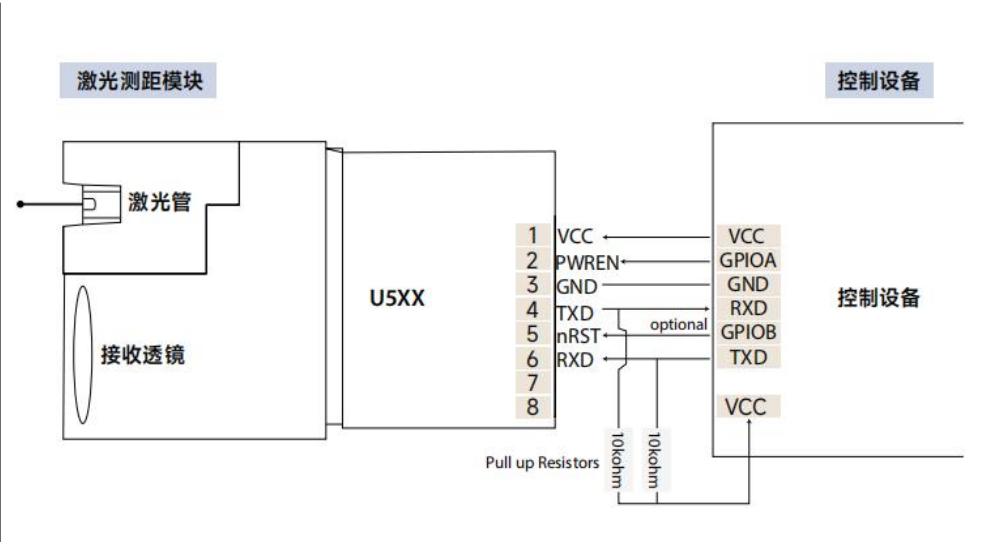 激光测距模块
控制设备
激光管
接收透镜
U5XX
1 VCC
2 PWREN
3 GND
4 TXD
5 nRST
6 RXD
7
8
optional
VCC
GPIOA
GND
RXD
GPIOB
TXD
VCC
控制设备
Pull up Resistors
10kohm
10kohm